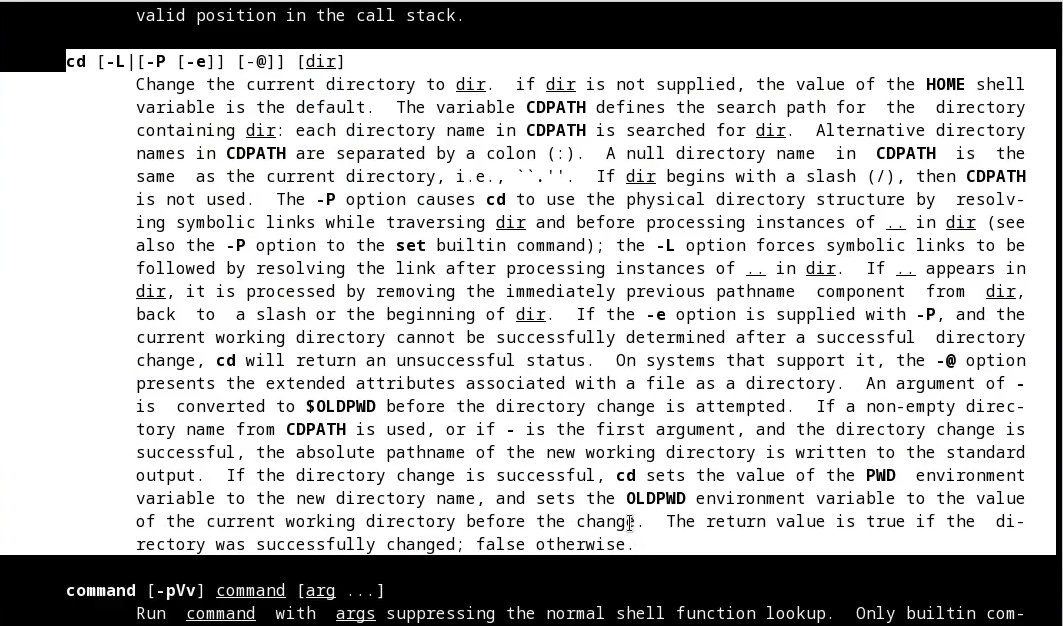 valid position in the call stack.
cd [-L|[-P [-e]] [-@]] [dir]
Change the current directory to dir.  if dir is not supplied, the value of the HOME shell
variable is the default.  The variable CDPATH defines the search path for  the  directory
containing dir: each directory name in CDPATH is searched for dir.  Alternative directory
names in CDPATH are separated by a colon (:).  A null directory name  in  CDPATH  is  the
same  as the current directory, i.e., ``.''.  If dir begins with a slash (/), then CDPATH
is not used.  The -P option causes cd to use the physical directory structure by  resolv-
ing symbolic links while traversing dir and before processing instances of .. in dir (see
also the -P option to the set builtin command); the -L option forces symbolic links to be
followed by resolving the link after processing instances of .. in dir.  If .. appears in
dir, it is processed by removing the immediately previous pathname  component  from  dir,
back  to  a slash or the beginning of dir.  If the -e option is supplied with -P, and the
current working directory cannot be successfully determined after a successful  directory
change, cd will return an unsuccessful status.  On systems that support it, the -@ option
presents the extended attributes associated with a file as a directory.  An argument of -
is  converted to $OLDPWD before the directory change is attempted.  If a non-empty direc-
tory name from CDPATH is used, or if - is the first argument, and the directory change is
successful, the absolute pathname of the new working directory is written to the standard
output.  If the directory change is successful, cd sets the value of the PWD  environment
variable to the new directory name, and sets the OLDPWD environment variable to the value
of the current working directory before the change.  The return value is true if the  di-
rectory was successfully changed; false otherwise.
command [-pVv] command [arg ...]
Run  command  with  args suppressing the normal shell function lookup.  Only builtin com-